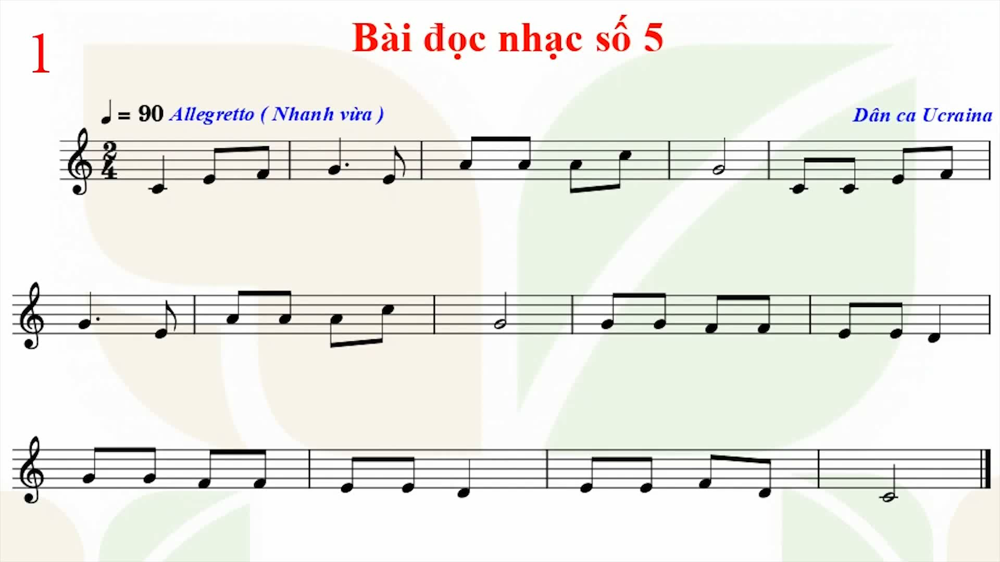 Bài đọc nhạc số 5
1
= 90 Allegretto ( Nhanh vừa )
Dân ca Ucraina
2
4